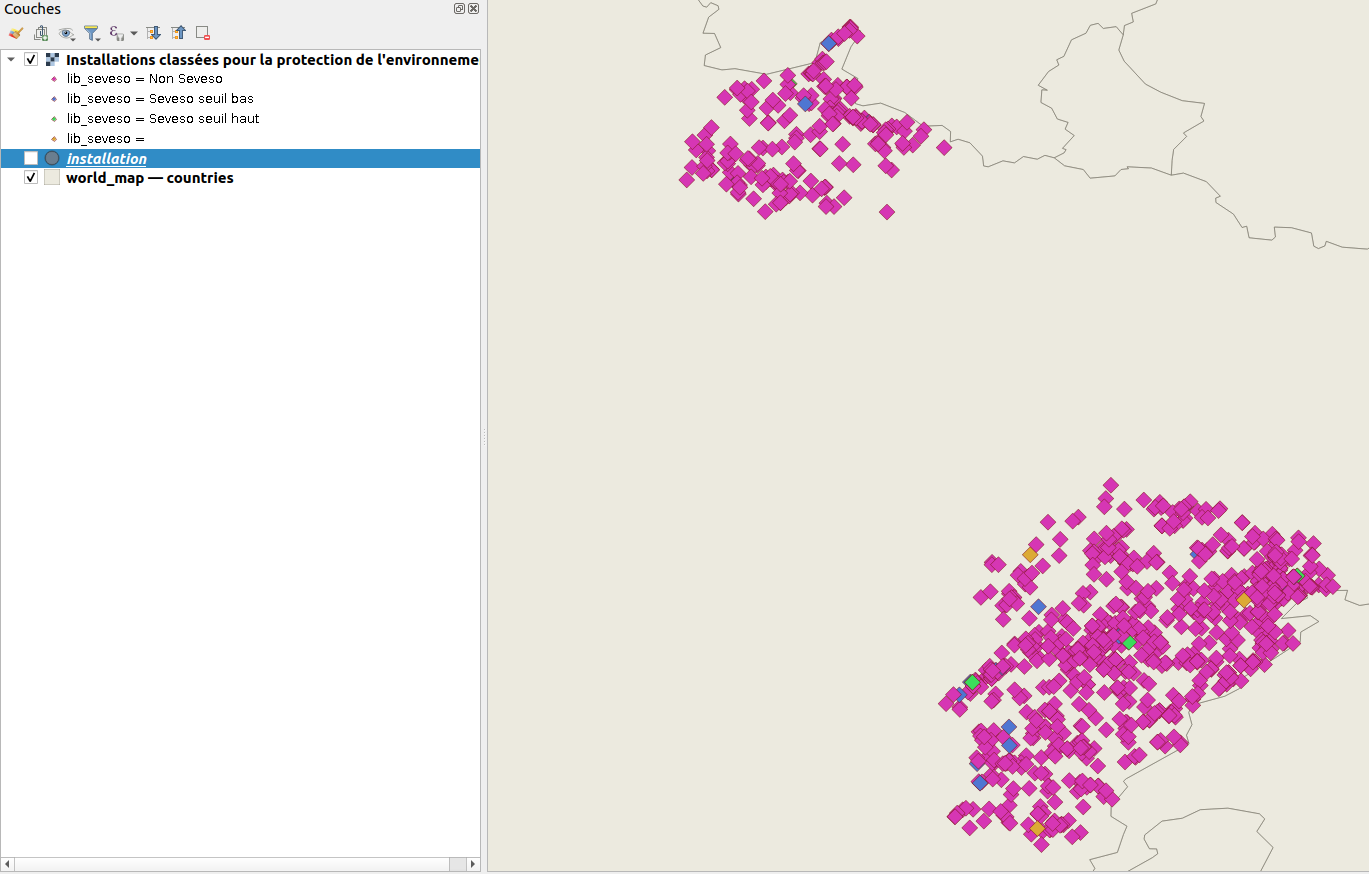 Couches
Installations classées pour la protection de l'environneme
lib_seveso = Non Seveso
lib_seveso = Seveso seuil bas
lib_seveso = Seveso seuil haut
lib_seveso =
installation
world_map — countries